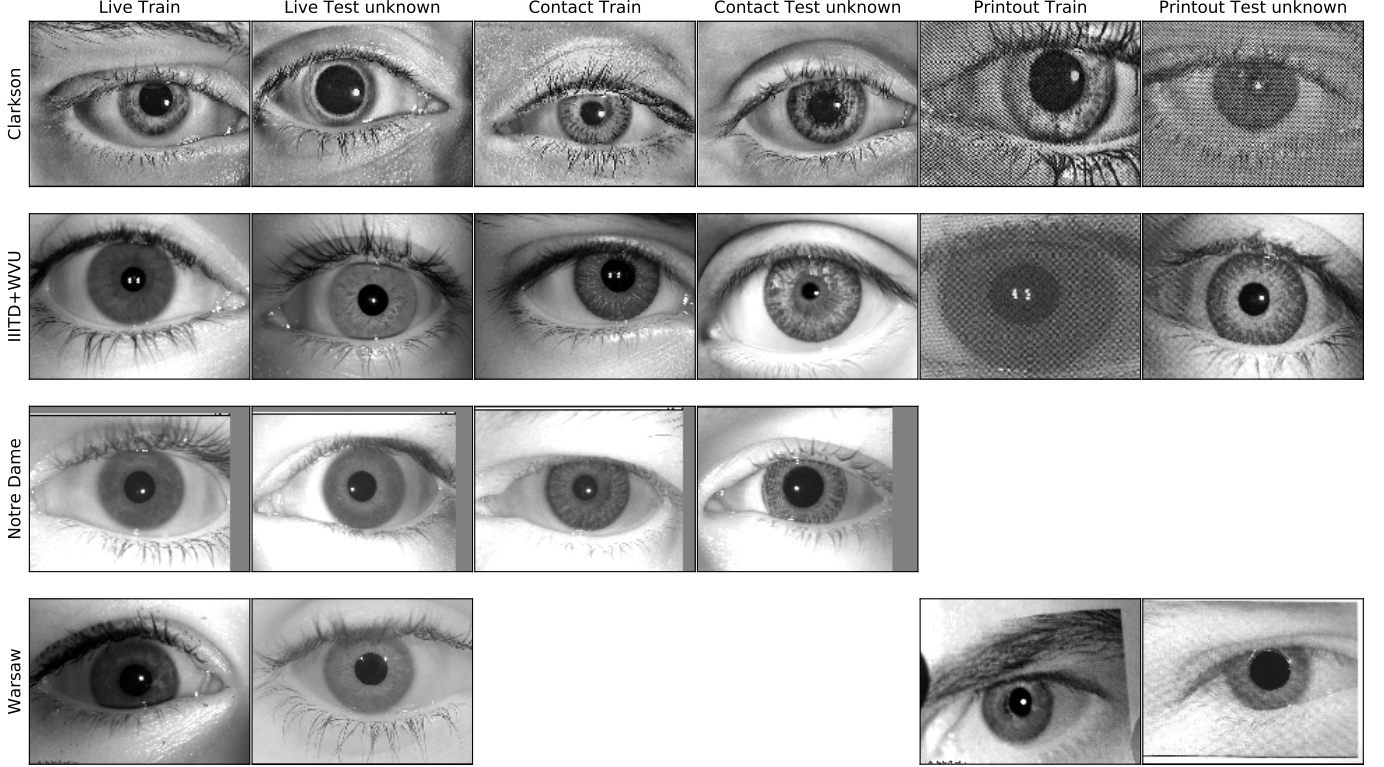 Live Train
Live Test unknown
Contact Train
Contact Test unknown
Printout Train
Printout Test unknown
Clarkson
IIITD+WVU
Notre Dame
Warsaw